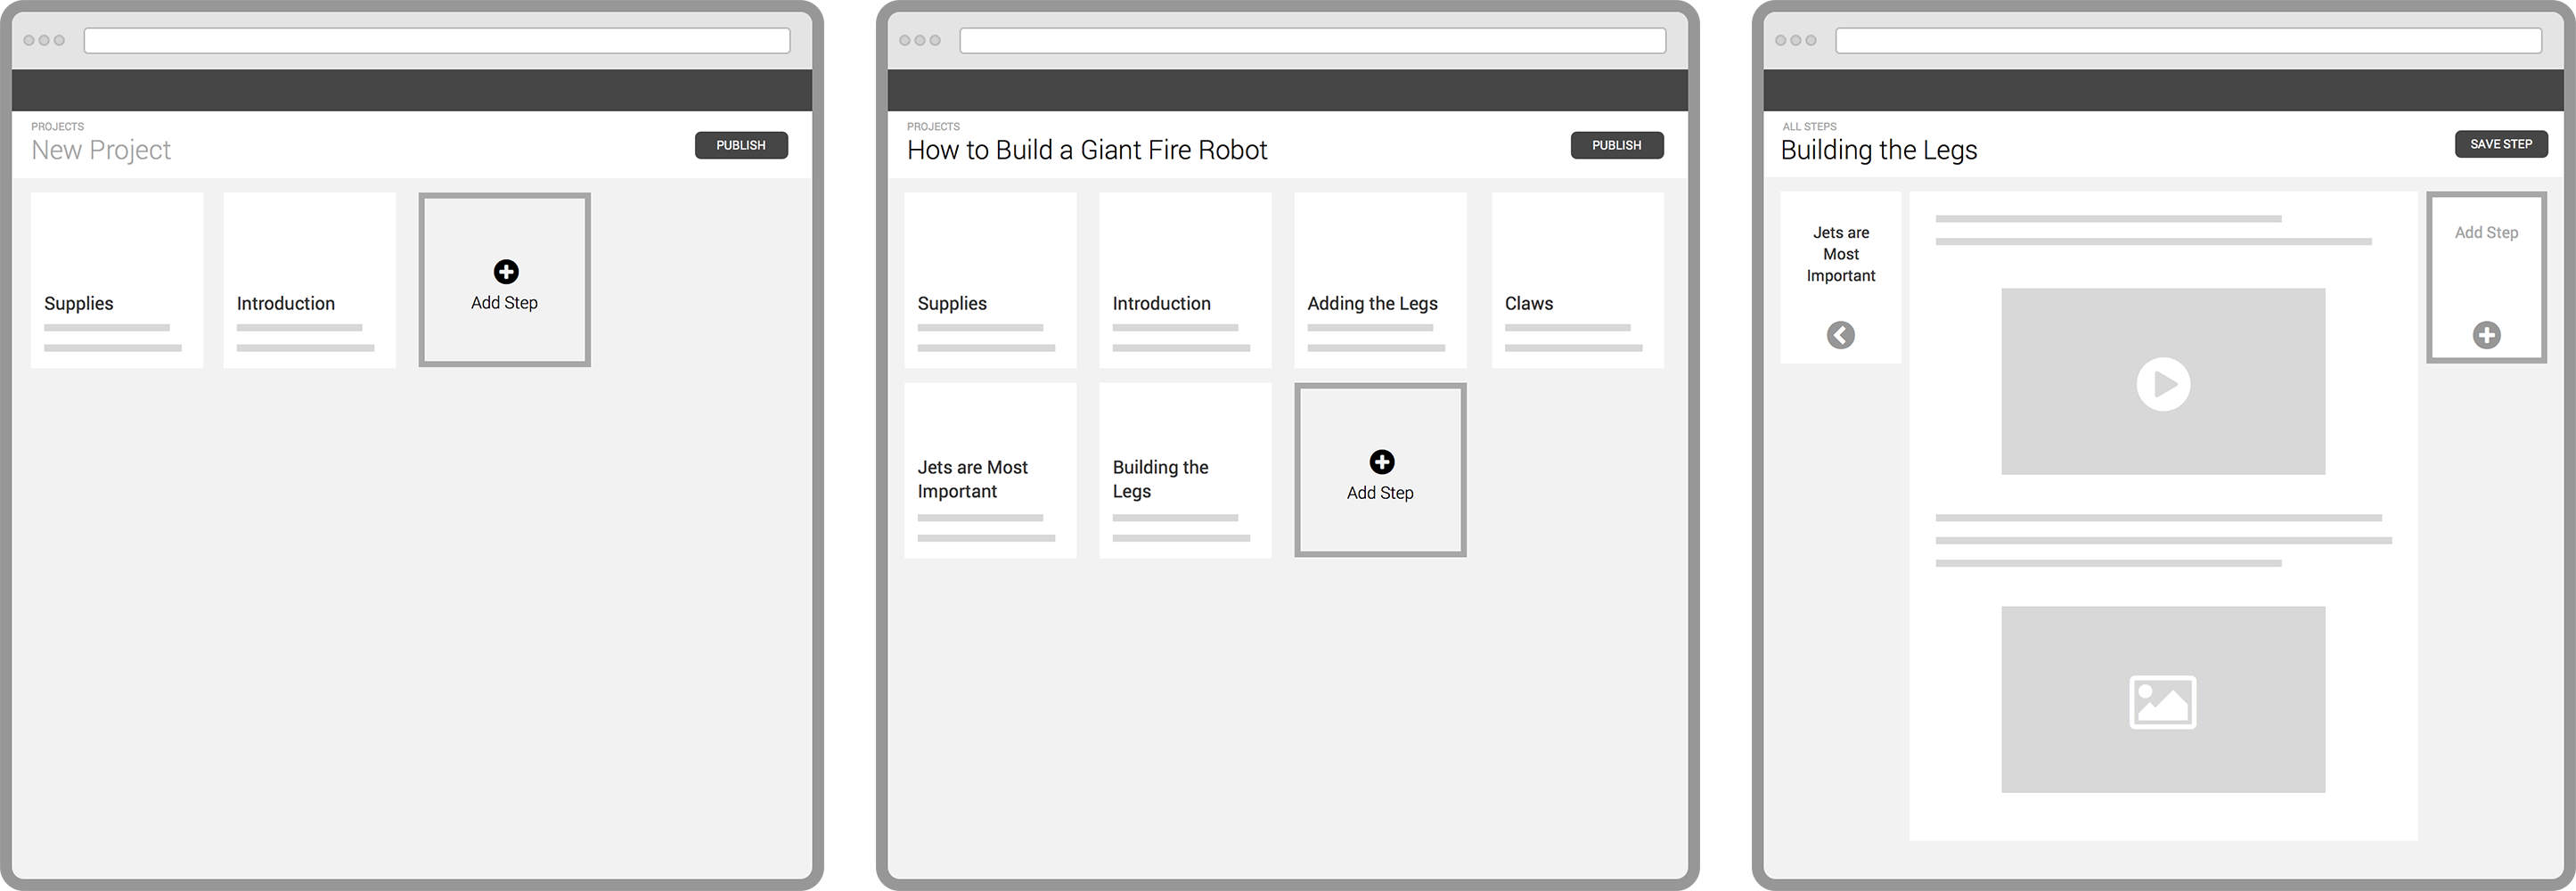 PROJECTS
New Project
PUBLISH
Supplies
Introduction
Add Step
PROJECTS
How to Build a Giant Fire Robot
PUBLISH
Supplies
Introduction
Adding the Legs
Claws
Jets are Most
Important
Building the
Legs
Add Step
ALL STEPS
Building the Legs
SAVE STEP
Jets are
Most
Important
Add Step